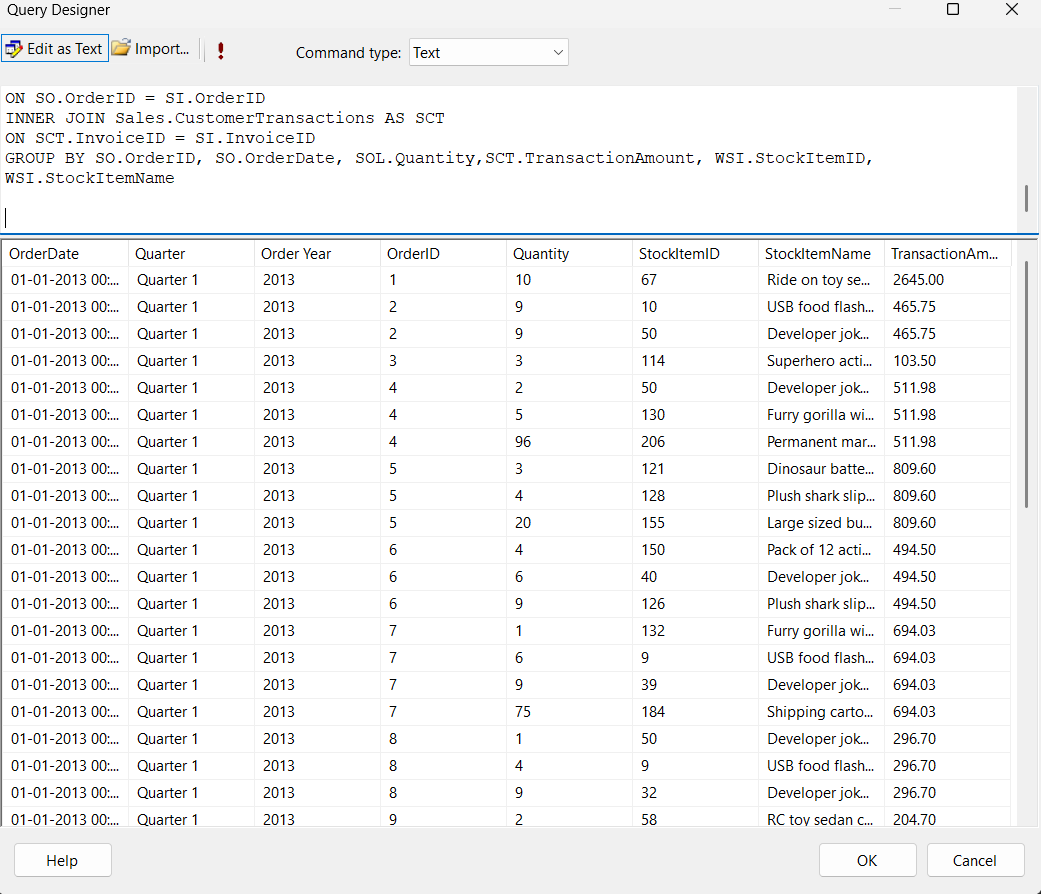 Query Designer
Edit as Text Import... Command type: Text
ON SO.OrderID = SI.OrderID
INNER JOIN Sales.CustomerTransactions AS SCT
ON SCT.InvoiceID = SI.InvoiceID
GROUP BY SO.OrderID, SO.OrderDate, SOL.Quantity,SCT.TransactionAmount, WSI.StockItemID,
WSI.StockItemName
OrderDate Quarter Order Year OrderID Quantity StockItemID StockItemName TransactionAm...
01-01-2013 00:... Quarter 1 2013 1 10 67 Ride on toy se... 2645.00
01-01-2013 00:... Quarter 1 2013 2 9 10 USB food flash... 465.75
01-01-2013 00:... Quarter 1 2013 2 9 50 Developer jok... 465.75
01-01-2013 00:... Quarter 1 2013 3 3 114 Superhero acti... 103.50
01-01-2013 00:... Quarter 1 2013 4 2 50 Developer jok... 511.98
01-01-2013 00:... Quarter 1 2013 4 5 130 Furry gorilla wi... 511.98
01-01-2013 00:... Quarter 1 2013 4 96 206 Permanent mar... 511.98
01-01-2013 00:... Quarter 1 2013 5 3 121 Dinosaur batte... 809.60
01-01-2013 00:... Quarter 1 2013 5 4 128 Plush shark slip... 809.60
01-01-2013 00:... Quarter 1 2013 5 20 155 Large sized bu... 809.60
01-01-2013 00:... Quarter 1 2013 6 4 150 Pack of 12 acti... 494.50
01-01-2013 00:... Quarter 1 2013 6 6 40 Developer jok... 494.50
01-01-2013 00:... Quarter 1 2013 6 9 126 Plush shark slip... 494.50
01-01-2013 00:... Quarter 1 2013 7 1 132 Furry gorilla wi... 694.03
01-01-2013 00:... Quarter 1 2013 7 6 9 USB food flash... 694.03
01-01-2013 00:... Quarter 1 2013 7 9 39 Developer jok... 694.03
01-01-2013 00:... Quarter 1 2013 7 75 184 Shipping carto... 694.03
01-01-2013 00:... Quarter 1 2013 8 1 50 Developer jok... 296.70
01-01-2013 00:... Quarter 1 2013 8 4 9 USB food flash... 296.70
01-01-2013 00:... Quarter 1 2013 8 9 32 Developer jok... 296.70
01-01-2013 00:... Quarter 1 2013 9 2 58 RC toy sedan c... 204.70
Help OK Cancel